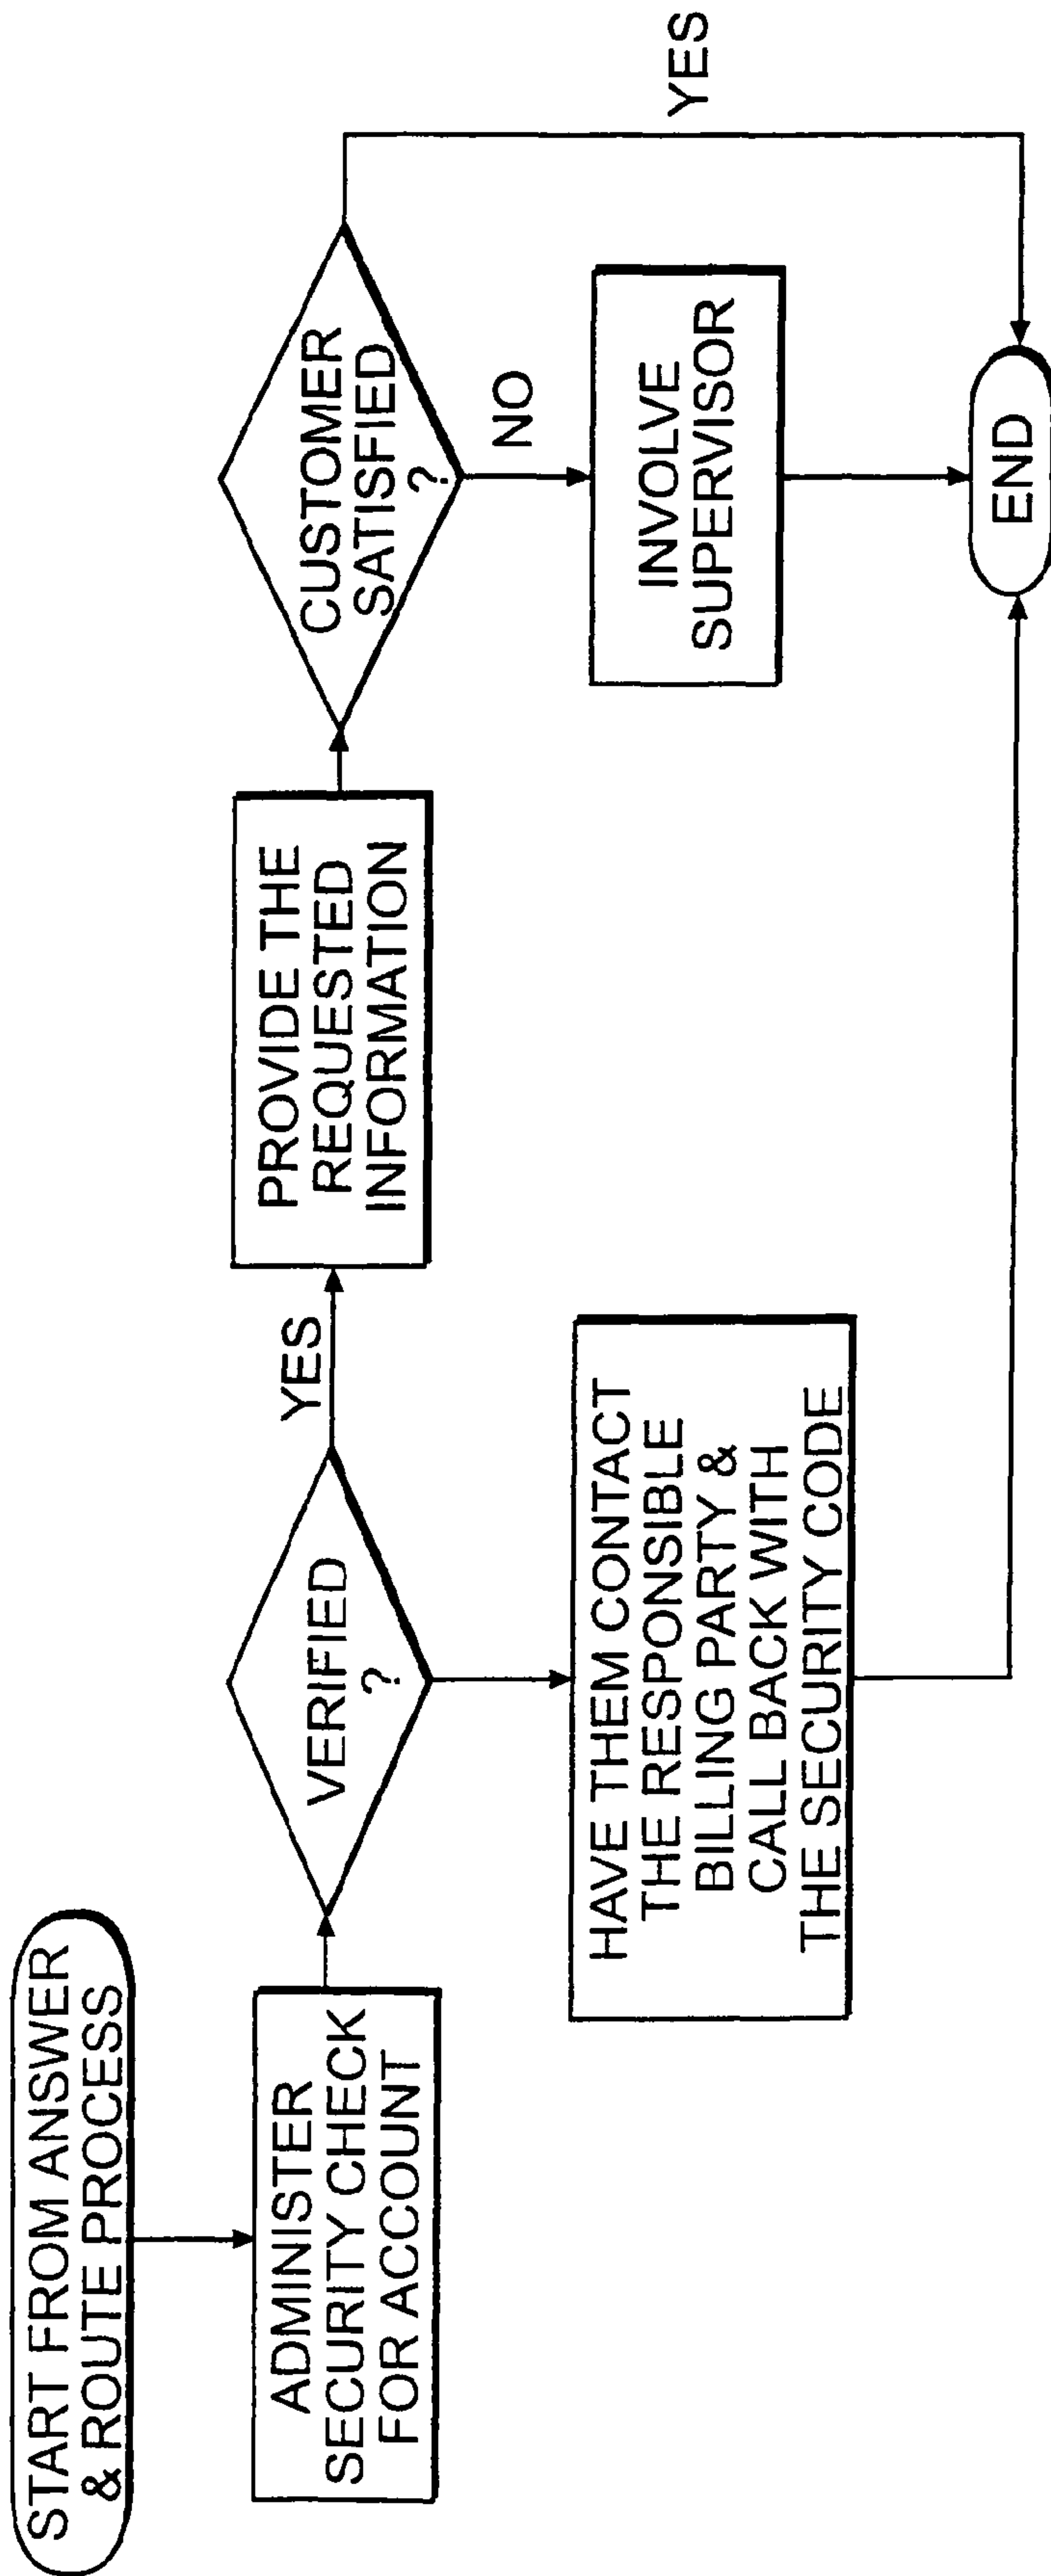 START FROM ANSWER
& ROUTE PROCESS
ADMINISTER
SECURITY CHECK
FOR ACCOUNT
VERIFIED
?
YES
HAVE THEM CONTACT
THE RESPONSIBLE
BILLING PARTY &
CALL BACK WITH
THE SECURITY CODE
PROVIDE THE
REQUESTED
INFORMATION
CUSTOMER
SATISFIED
?
NO
YES
INVOLVE
SUPERVISOR
END